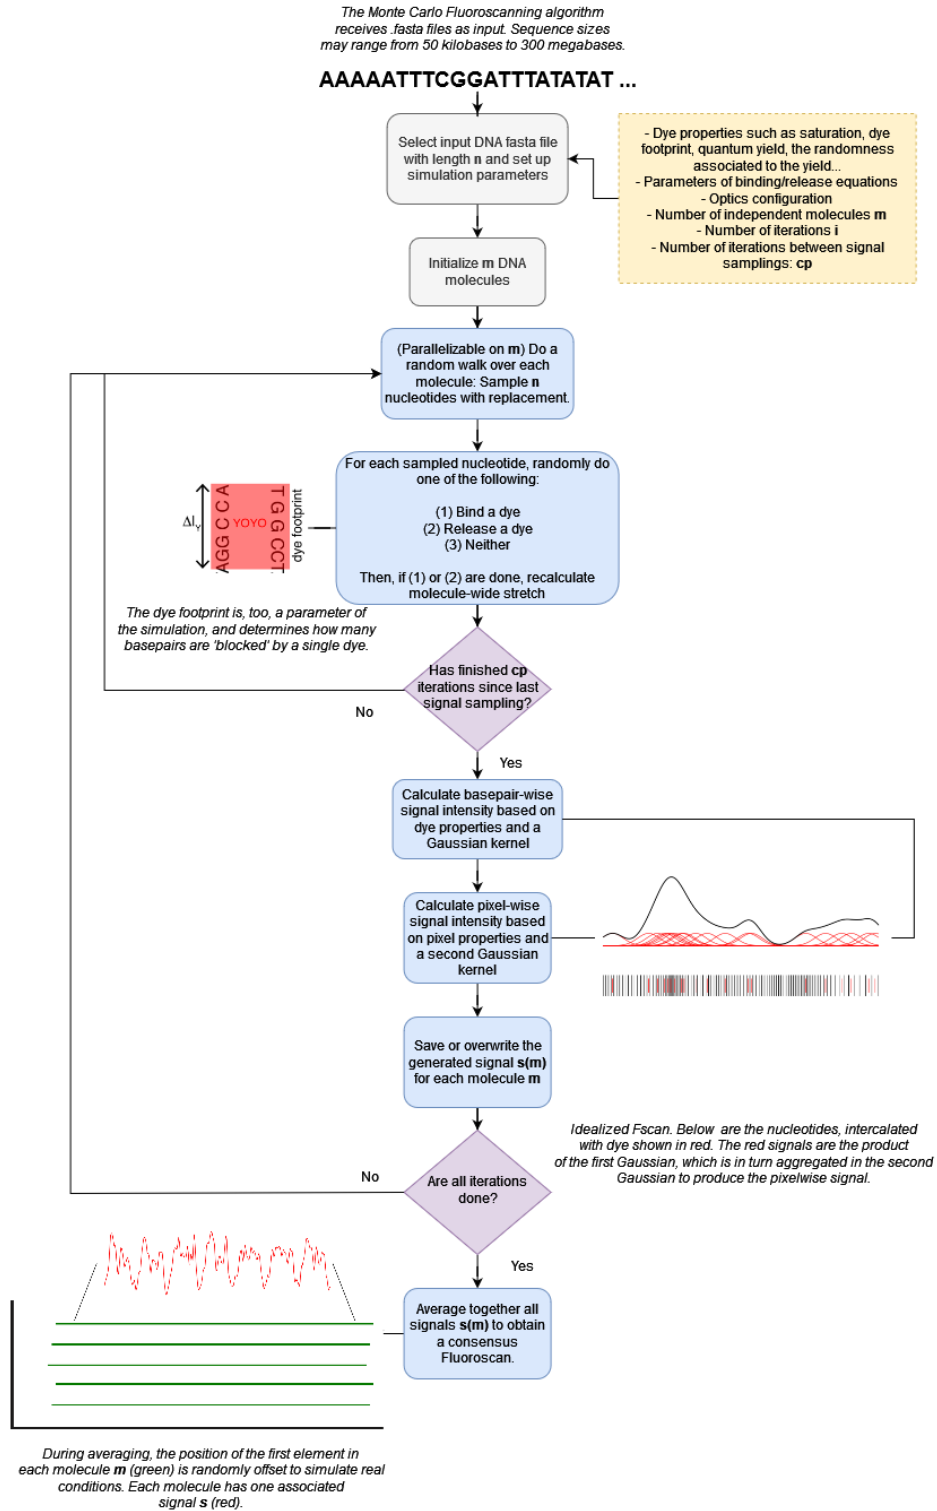 The Monte Carlo Fluoroscanning algorithm
receives .fasta files as input. Sequence sizes
may range from 50 kilobases to 300 megabases.
AAAAATTTCGGATTTATATAT ...
Select input DNA fasta file
with length n and set up
simulation parameters
- Dye properties such as saturation, dye
footprint, quantum yield, the randomness
associated to the yield...
- Parameters of binding/release equations
- Optics configuration
- Number of independent molecules m
- Number of iterations i
- Number of iterations between signal
samplings: cp
Initialize m DNA
molecules
(Parallelizable on m) Do a
random walk over each
molecule: Sample n
nucleotides with replacement.
For each sampled nucleotide, randomly do
one of the following:
(1) Bind a dye
(2) Release a dye
(3) Neither
Then, if (1) or (2) are done, recalculate
molecule-wide stretch
ΔlY
AGG C C A
YOYO
T G G CCT
dye footprint
The dye footprint is, too, a parameter of
the simulation, and determines how many
basepairs are 'blocked' by a single dye.
Has finished cp
iterations since last
signal sampling?
No
Yes
Calculate basepair-wise
signal intensity based on
dye properties and a
Gaussian kernel
Calculate pixel-wise
signal intensity based
on pixel properties and
a second Gaussian
kernel
Save or overwrite the
generated signal s(m)
for each molecule m
Idealized Fscan. Below are the nucleotides, intercalated
with dye shown in red. The red signals are the product
of the first Gaussian, which is in turn aggregated in the second
Gaussian to produce the pixelwise signal.
Are all iterations
done?
No
Yes
Average together all
signals s(m) to obtain
a consensus
Fluoroscan.
During averaging, the position of the first element in
each molecule m (green) is randomly offset to simulate real
conditions. Each molecule has one associated
signal s (red).